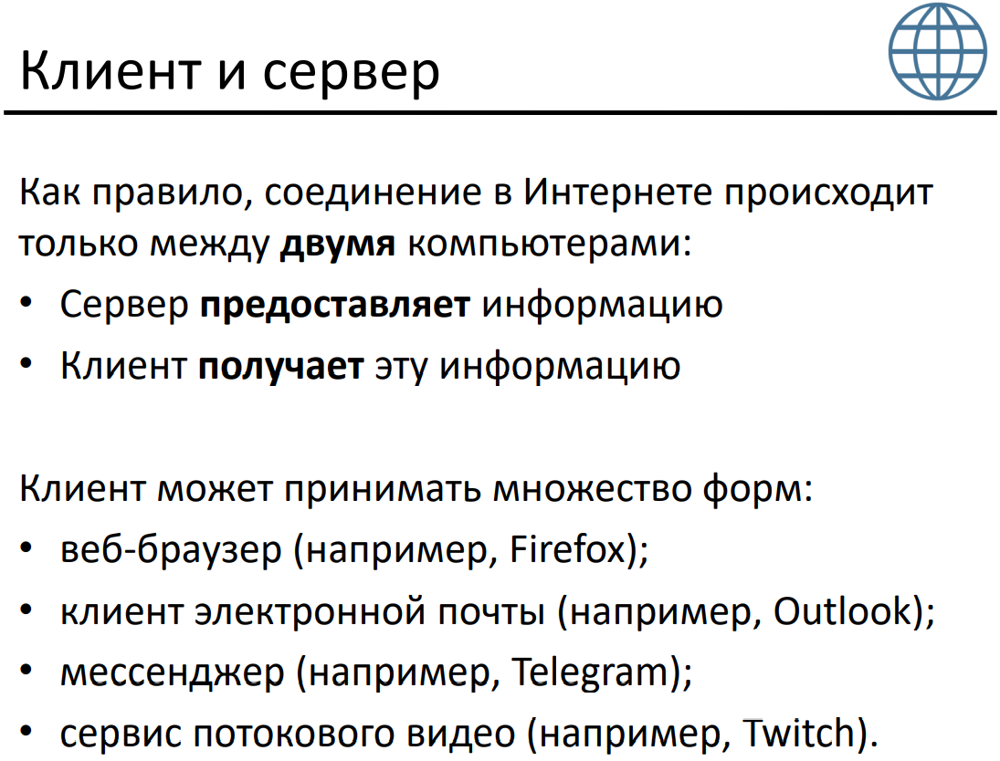 Клиент и сервер
Как правило, соединение в Интернете происходит
только между двумя компьютерами:
• Сервер предоставляет информацию
• Клиент получает эту информацию
Клиент может принимать множество форм:
• веб-браузер (например, Firefox);
• клиент электронной почты (например, Outlook);
• мессенджер (например, Telegram);
• сервис потокового видео (например, Twitch).